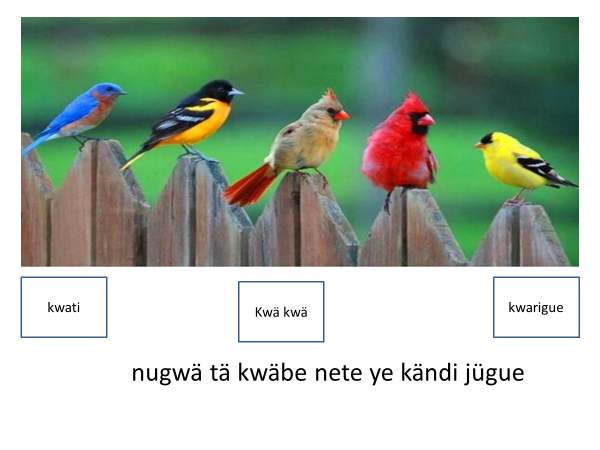 kwati
Kwä kwä
kwarigue
nugwä tä kwäbe nete ye kändi jügue